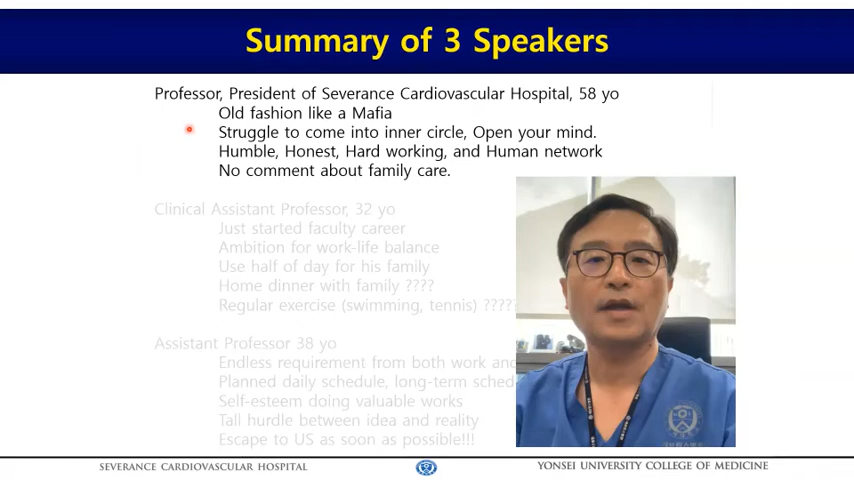 Summary of 3 Speakers
Professor, President of Severance Cardiovascular Hospital, 58 yo
Old fashion like a Mafia
Struggle to come into inner circle, Open your mind.
Humble, Honest, Hard working, and Human network
No comment about family care.
Clinical Assistant Professor, 32 yo
Just started faculty career
Ambition for work-life balance
Use half of day for his family
Home dinner with family ????
Regular exercise (swimming, tennis) ????
Assistant Professor 38 yo
Endless requirement from both work and
Planned daily schedule, long-term
Self-esteem doing valuable works
Tall hurdle between idea and reality
Escape to US as soon as possible!!!
SEVERANCE CARDIOVASCULAR HOSPITAL
YONSEI UNIVERSITY COLLEGE OF MEDICINE